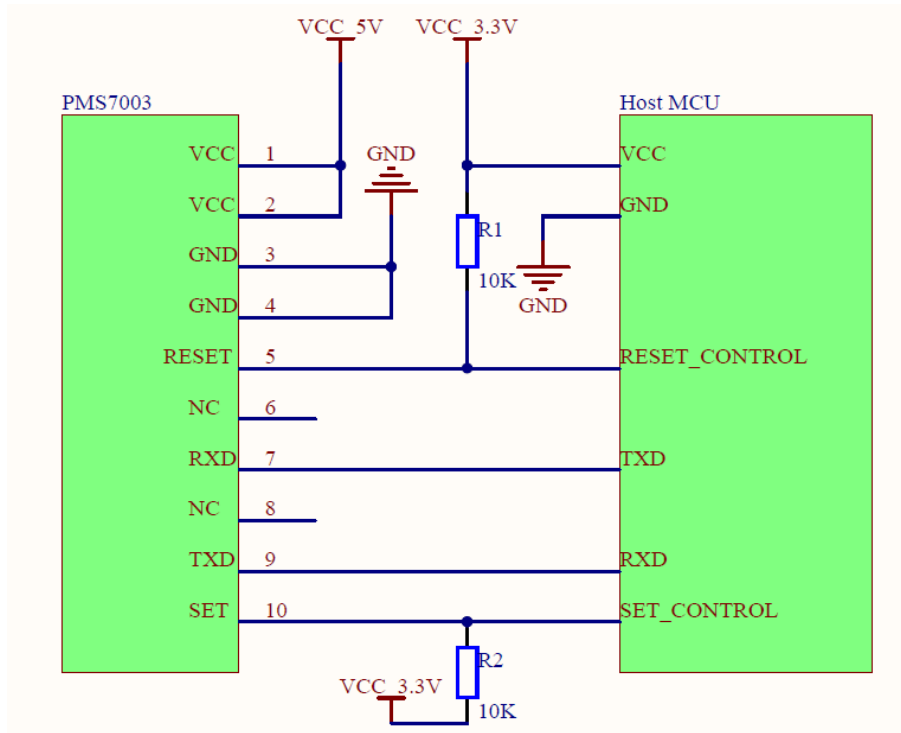 VCC_5V
VCC_3.3V
PMS7003
Host MCU
VCC 1
GND
VCC
VCC 2
GND
GND 3
R1
10K
GND
GND 4
RESET 5
RESET_CONTROL
NC 6
RXD 7
TXD
NC 8
TXD 9
RXD
SET 10
SET_CONTROL
R2
VCC_3.3V
10K